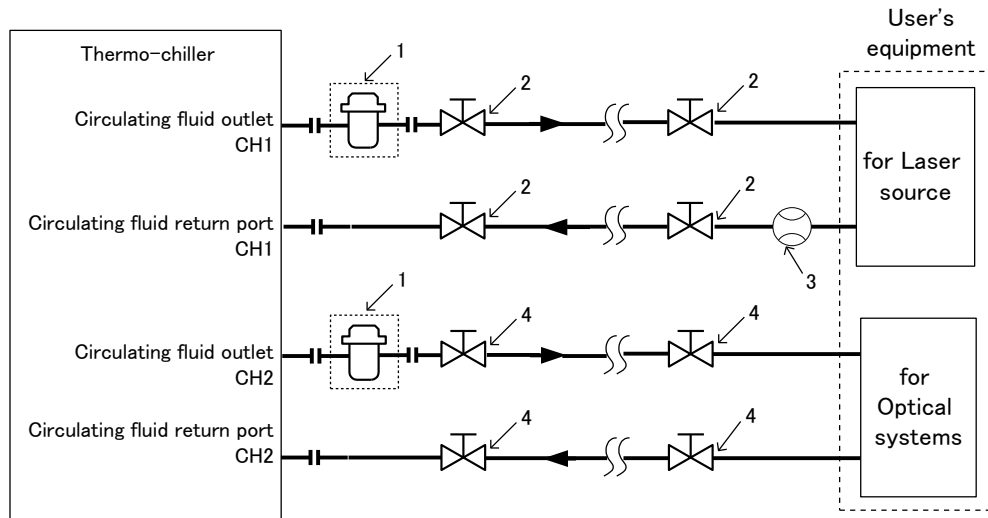 User's
equipment
Thermo-chiller
1
2
2
Circulating fluid outlet
CH1
for Laser
source
2
2
Circulating fluid return port
CH1
3
1
4
4
Circulating fluid outlet
CH2
for
Optical
systems
4
4
Circulating fluid return port
CH2